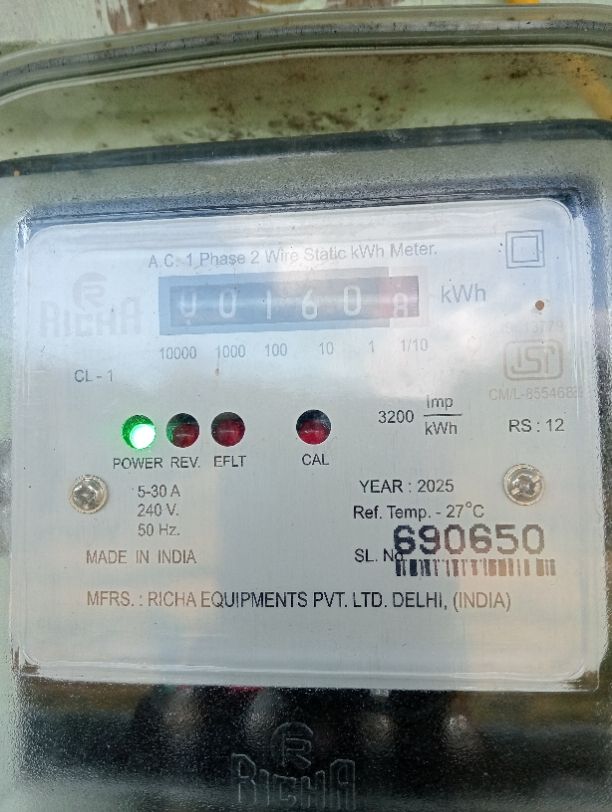 A.C. 1 Phase 2 Wire Static kWh Meter.
RICHA
00160 kWh
10000 1000 100 10 1 1/10
CL - 1
3200 imp/kWh
RS : 12
POWER REV. EFLT CAL
5-30 A
240 V.
50 Hz.
YEAR : 2025
Ref. Temp. - 27°C
SL. No. 690650
MADE IN INDIA
MFRS. : RICHA EQUIPMENTS PVT. LTD. DELHI, (INDIA)
R
RICHA